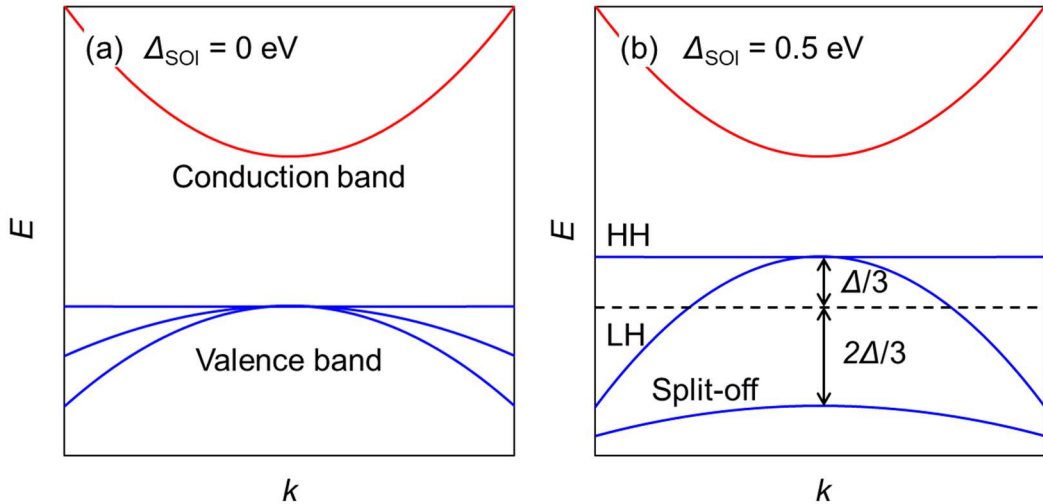 (a) Δ_SOI = 0 eV
Conduction band
Valence band
E
k
(b) Δ_SOI = 0.5 eV
HH
Δ/3
LH
2Δ/3
Split-off
E
k